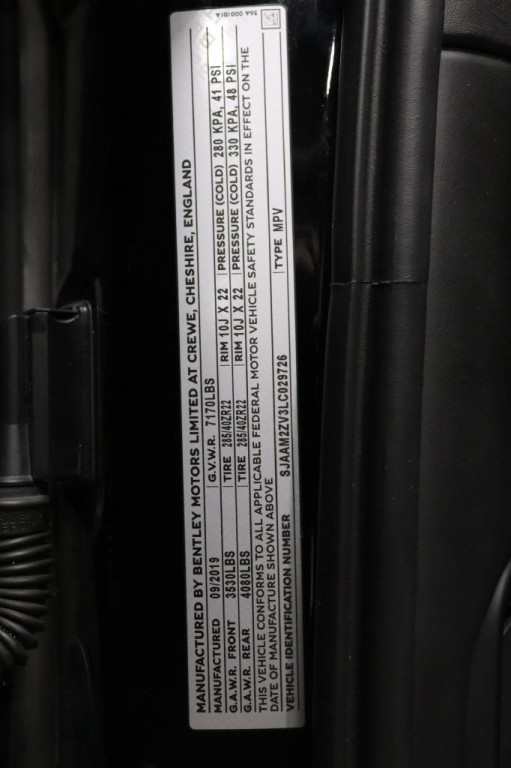 MANUFACTURED BY BENTLEY MOTORS LIMITED AT CREWE, CHESHIRE, ENGLAND
MANUFACTURED 09/2019 G.V.W.R. 7170LBS
G.A.W.R. FRONT 3530LBS TIRE 285/40ZR22 RIM 10J X 22 PRESSURE (COLD) 280 KPA, 41 PSI
G.A.W.R. REAR 4080LBS TIRE 285/40ZR22 RIM 10J X 22 PRESSURE (COLD) 330 KPA, 48 PSI
THIS VEHICLE CONFORMS TO ALL APPLICABLE FEDERAL MOTOR VEHICLE SAFETY STANDARDS IN EFFECT ON THE
DATE OF MANUFACTURE SHOWN ABOVE
VEHICLE IDENTIFICATION NUMBER SJAAM2ZV3LC029726 TYPE MPV